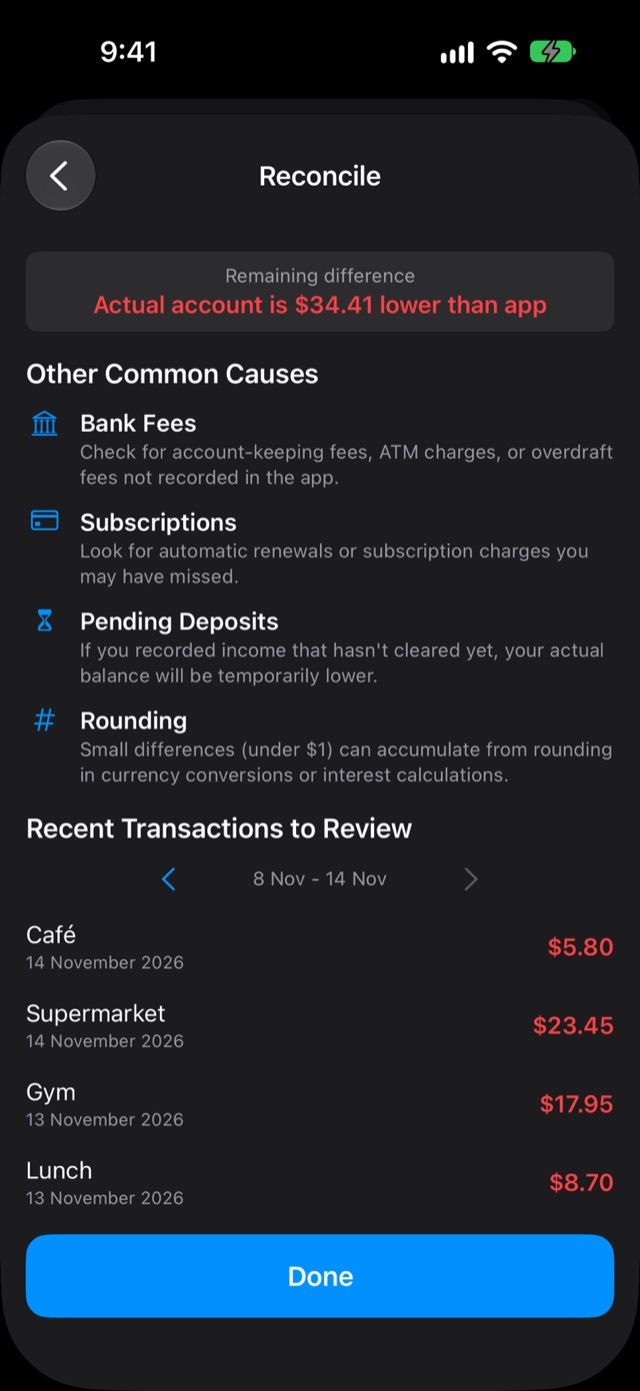 9:41
Reconcile
Remaining difference
Actual account is $34.41 lower than app
Other Common Causes
Bank Fees
Check for account-keeping fees, ATM charges, or overdraft
fees not recorded in the app.
Subscriptions
Look for automatic renewals or subscription charges you
may have missed.
Pending Deposits
If you recorded income that hasn't cleared yet, your actual
balance will be temporarily lower.
Rounding
Small differences (under $1) can accumulate from rounding
in currency conversions or interest calculations.
Recent Transactions to Review
8 Nov - 14 Nov
Café
14 November 2026
$5.80
Supermarket
14 November 2026
$23.45
Gym
13 November 2026
$17.95
Lunch
13 November 2026
$8.70
Done